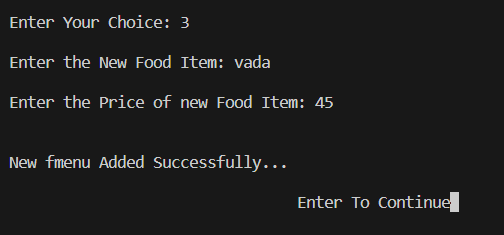 Enter Your Choice: 3
Enter the New Food Item: vada
Enter the Price of new Food Item: 45
New fmenu Added Successfully...
Enter To Continue